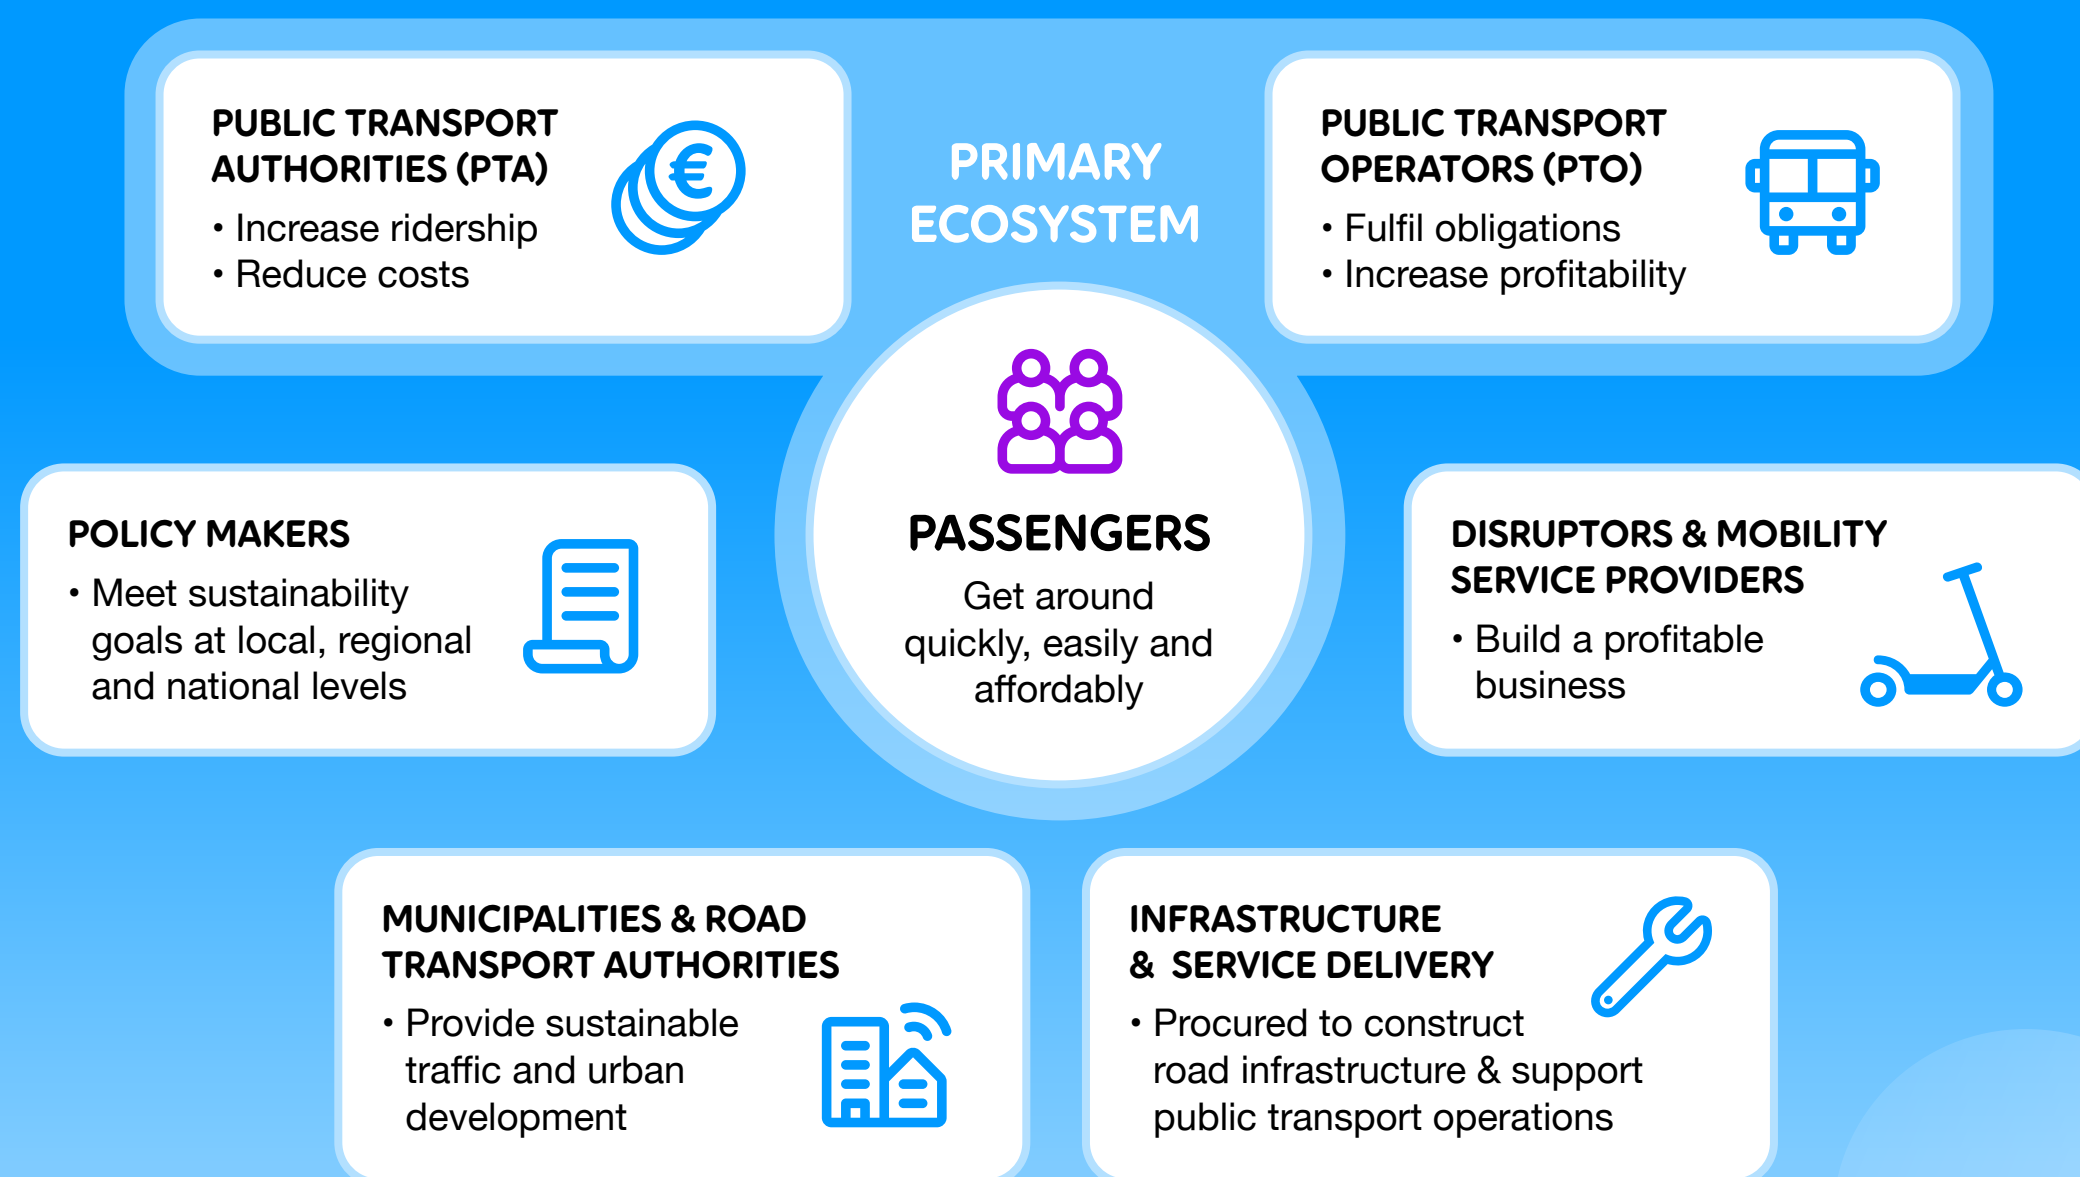 PUBLIC TRANSPORT
AUTHORITIES (PTA)
• Increase ridership
• Reduce costs
PRIMARY
ECOSYSTEM
PUBLIC TRANSPORT
OPERATORS (PTO)
• Fulfil obligations
• Increase profitability
POLICY MAKERS
• Meet sustainability
goals at local, regional
and national levels
PASSENGERS
Get around
quickly, easily and
affordably
DISRUPTORS & MOBILITY
SERVICE PROVIDERS
• Build a profitable
business
MUNICIPALITIES & ROAD
TRANSPORT AUTHORITIES
• Provide sustainable
traffic and urban
development
INFRASTRUCTURE
& SERVICE DELIVERY
• Procured to construct
road infrastructure & support
public transport operations
€